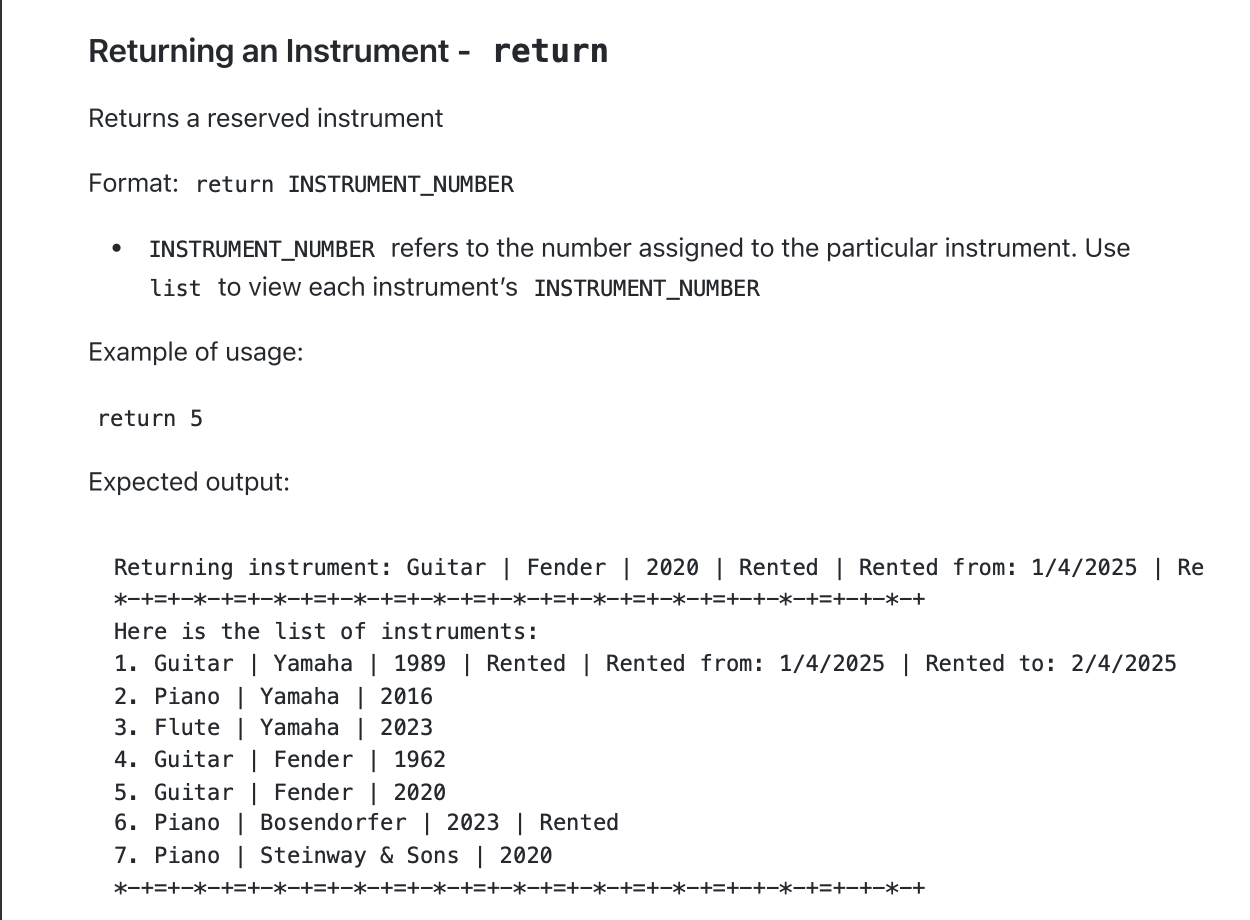 Returning an Instrument - return
Returns a reserved instrument
Format: return INSTRUMENT_NUMBER
• INSTRUMENT_NUMBER refers to the number assigned to the particular instrument. Use
list to view each instrument’s INSTRUMENT_NUMBER
Example of usage:
return 5
Expected output:
Returning instrument: Guitar | Fender | 2020 | Rented | Rented from: 1/4/2025 | Re
*-+=+-*-+=+-*-+=+-*-+=+-*-+=+-*-+=+-*-+=+-*-+=+-+-*-+=+-+-*-+
Here is the list of instruments:
1. Guitar | Yamaha | 1989 | Rented | Rented from: 1/4/2025 | Rented to: 2/4/2025
2. Piano | Yamaha | 2016
3. Flute | Yamaha | 2023
4. Guitar | Fender | 1962
5. Guitar | Fender | 2020
6. Piano | Bosendorfer | 2023 | Rented
7. Piano | Steinway & Sons | 2020
*-+=+-*-+=+-*-+=+-*-+=+-*-+=+-*-+=+-*-+=+-*-+=+-+-*-+=+-+-*-+